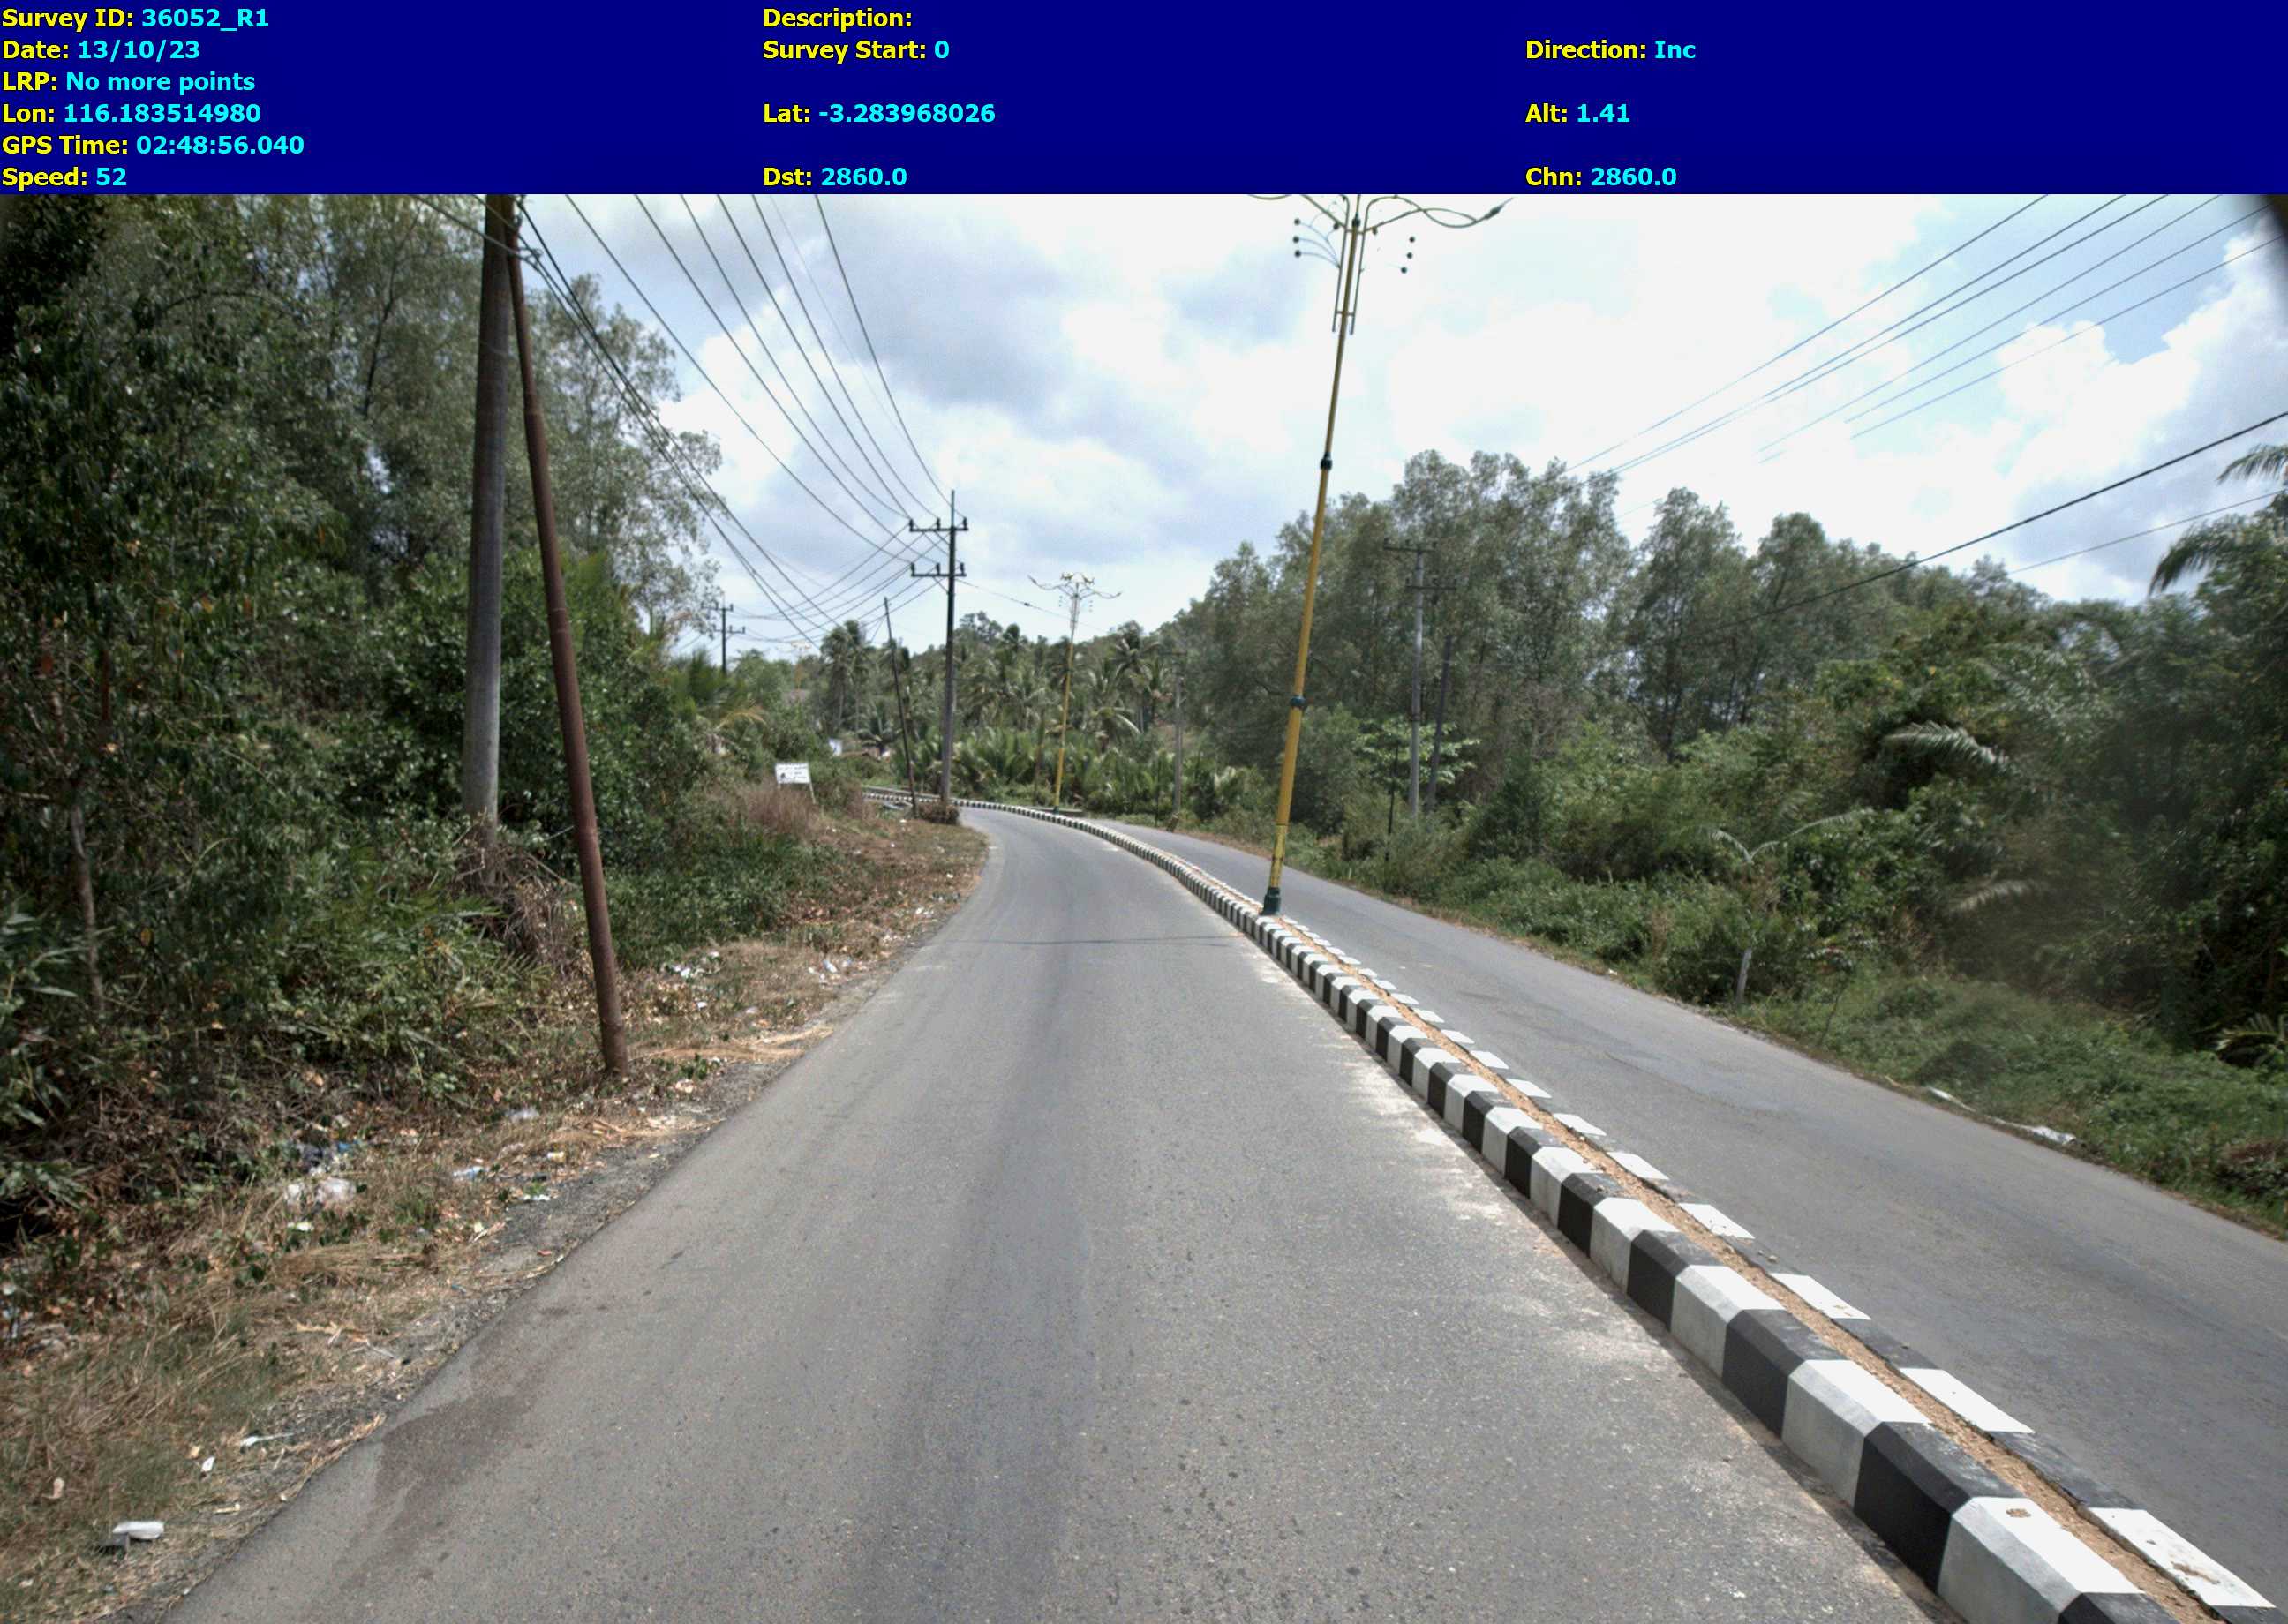 Survey ID: 36052_R1
Description:
Date: 13/10/23
Survey Start: 0
Direction: Inc
LRP: No more points
Lon: 116.183514980
Lat: -3.283968026
Alt: 1.41
GPS Time: 02:48:56.040
Speed: 52
Dst: 2860.0
Chn: 2860.0